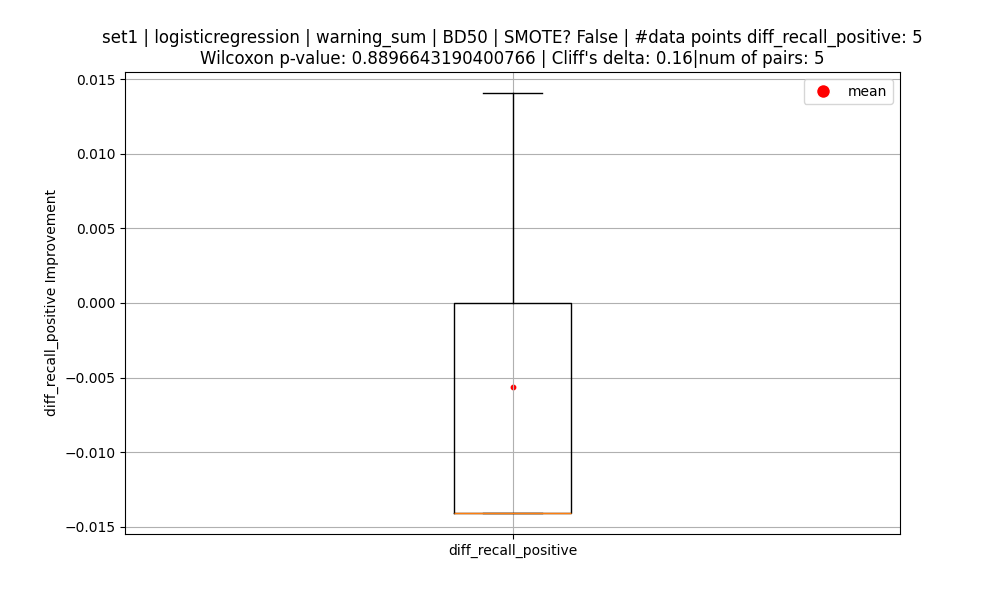 set1 | logisticregression | warning_sum | BD50 | SMOTE? False | #data points diff_recall_positive: 5
Wilcoxon p-value: 0.8896643190400766 | Cliff's delta: 0.16|num of pairs: 5
mean
diff_recall_positive Improvement
0.015
0.010
0.005
0.000
−0.005
−0.010
−0.015
diff_recall_positive